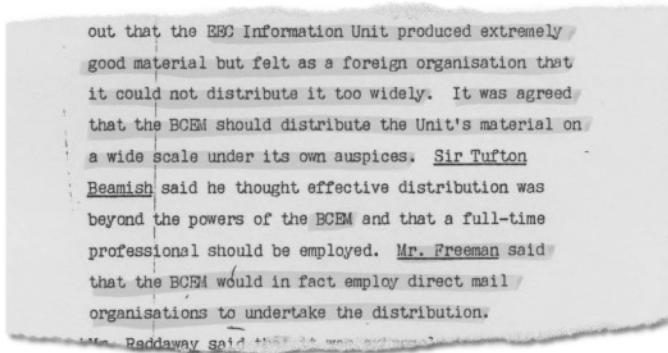 out that the EEC Information Unit produced extremely
good material but felt as a foreign organisation that
it could not distribute it too widely. It was agreed
that the BCEM should distribute the Unit's material on
a wide scale under its own auspices. Sir Tufton
Beamish said he thought effective distribution was
beyond the powers of the BCEM and that a full-time
professional should be employed. Mr. Freeman said
that the BCEM would in fact employ direct mail
organisations to undertake the distribution.
Mr. Raddaway said that it was